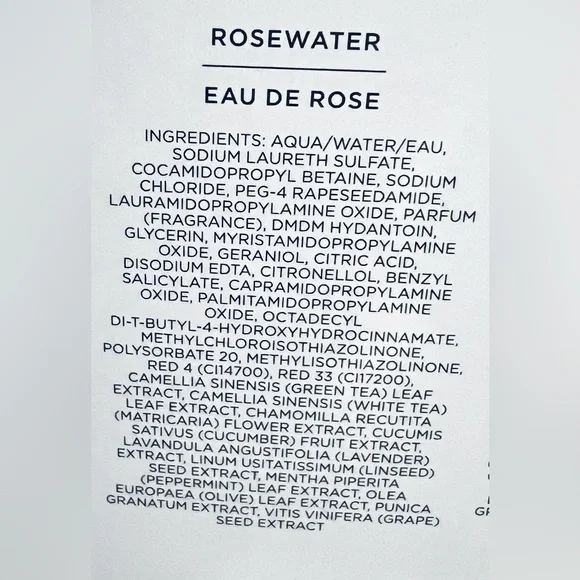 ROSEWATER
EAU DE ROSE
INGREDIENTS: AQUA/WATER/EAU,
SODIUM LAURETH SULFATE,
COCAMIDOPROPYL BETAINE, SODIUM
CHLORIDE, PEG-4 RAPESEEDAMIDE,
LAURAMIDOPROPYLAMINE OXIDE, PARFUM
(FRAGRANCE), DMDM HYDANTOIN,
GLYCERIN, MYRISTAMIDOPROPYLAMINE
OXIDE, GERANIOL, CITRIC ACID,
DISODIUM EDTA, CITRONELLOL, BENZYL
SALICYLATE, CAPRAMIDOPROPYLAMINE
OXIDE, PALMITAMIDOPROPYLAMINE
OXIDE, OCTADECYL
DI-T-BUTYL-4-HYDROXYHYDROCINNAMATE,
METHYLCHLOROISOTHIAZOLINONE,
POLYSORBATE 20, METHYLISOTHIAZOLINONE,
RED 4 (CI14700), RED 33 (CI17200),
CAMELLIA SINENSIS (GREEN TEA) LEAF
EXTRACT, CAMELLIA SINENSIS (WHITE TEA)
LEAF EXTRACT, CHAMOMILLA RECUTITA
(MATRICARIA) FLOWER EXTRACT, CUCUMIS
SATIVUS (CUCUMBER) FRUIT EXTRACT,
LAVANDULA ANGUSTIFOLIA (LAVENDER)
EXTRACT, LINUM USITATISSIMUM (LINSEED)
SEED EXTRACT, MENTHA PIPERITA
(PEPPERMINT) LEAF EXTRACT, OLEA
EUROPAEA (OLIVE) LEAF EXTRACT, PUNICA
GRANATUM EXTRACT, VITIS VINIFERA (GRAPE)
SEED EXTRACT